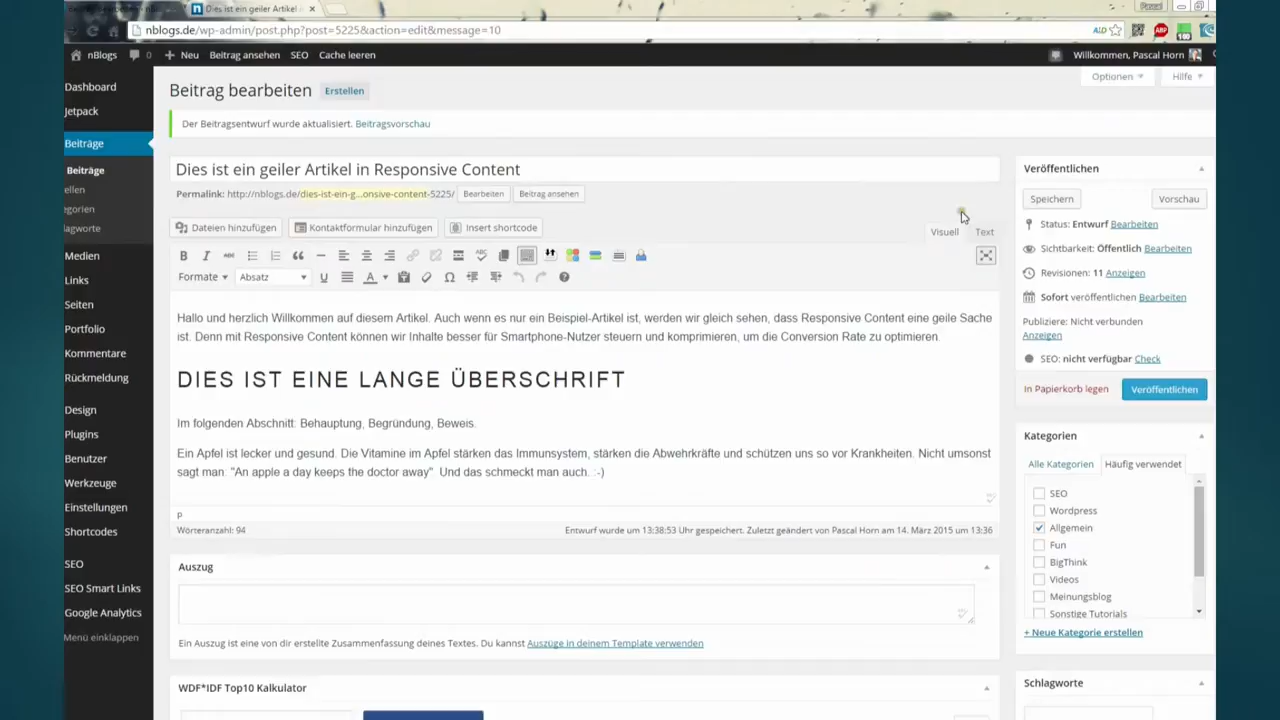 Dies ist ein geiler Artikel
nblogs.de/wp-admin/post.php?post=5225&action=edit&message=10
nBlogs 0 + Neu Beitrag ansehen SEO Cache leeren
Willkommen, Pascal Horn
Optionen Hilfe
Dashboard
Jetpack
Beiträge
Beiträge
ellen
egorien
lagworte
Medien
Links
Seiten
Portfolio
Kommentare
Rückmeldung
Design
Plugins
Benutzer
Werkzeuge
Einstellungen
Shortcodes
SEO
SEO Smart Links
Google Analytics
Menü einklappen
Beitrag bearbeiten Erstellen
Der Beitragsentwurf wurde aktualisiert. Beitragsvorschau
Dies ist ein geiler Artikel in Responsive Content
Permalink: http://nblogs.de/dies-ist-ein-g...onsive-content-5225/ Bearbeiten Beitrag ansehen
Dateien hinzufügen Kontaktformular hinzufügen Insert shortcode
Visuell Text
B I ABC
Formate Absatz U A Ω
Hallo und herzlich Willkommen auf diesem Artikel. Auch wenn es nur ein Beispiel-Artikel ist, werden wir gleich sehen, dass Responsive Content eine geile Sache
ist. Denn mit Responsive Content können wir Inhalte besser für Smartphone-Nutzer steuern und komprimieren, um die Conversion Rate zu optimieren.
DIES IST EINE LANGE ÜBERSCHRIFT
Im folgenden Abschnitt: Behauptung, Begründung, Beweis.
Ein Apfel ist lecker und gesund. Die Vitamine im Apfel stärken das Immunsystem, stärken die Abwehrkräfte und schützen uns so vor Krankheiten. Nicht umsonst
sagt man: "An apple a day keeps the doctor away" Und das schmeckt man auch. :-)
p
Wörteranzahl: 94
Entwurf wurde um 13:38:53 Uhr gespeichert. Zuletzt geändert von Pascal Horn am 14. März 2015 um 13:36
Auszug
Ein Auszug ist eine von dir erstellte Zusammenfassung deines Textes. Du kannst Auszüge in deinem Template verwenden
WDF*IDF Top10 Kalkulator
Veröffentlichen
Speichern Vorschau
Status: Entwurf Bearbeiten
Sichtbarkeit: Öffentlich Bearbeiten
Revisionen: 11 Anzeigen
Sofort veröffentlichen Bearbeiten
Publiziere: Nicht verbunden
Anzeigen
SEO: nicht verfügbar Check
In Papierkorb legen Veröffentlichen
Kategorien
Alle Kategorien Häufig verwendet
SEO
Wordpress
Allgemein
Fun
BigThink
Videos
Meinungsblog
Sonstige Tutorials
+ Neue Kategorie erstellen
Schlagworte